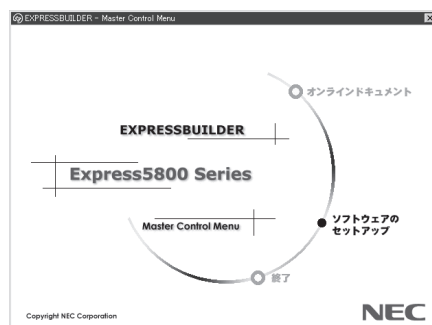 EXPRESSBUILDER - Master Control Menu
オンラインドキュメント
EXPRESSBUILDER
Express5800 Series
ソフトウェアの
セットアップ
Master Control Menu
終了
Copyright NEC Corporation
NEC